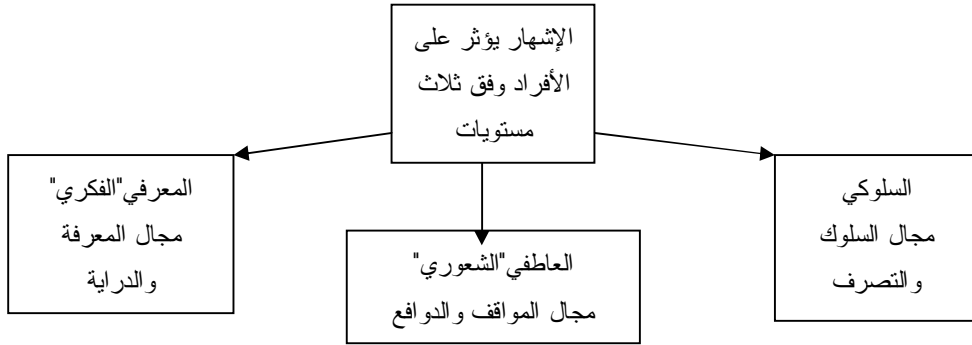 الإشهار يؤثر على
الأفراد وفق ثلاث
مستويات
السلوكي
مجال السلوك
والتصرف
العاطفي"الشعوري"
مجال المواقف والدوافع
المعرفي"الفكري"
مجال المعرفة
والدراية